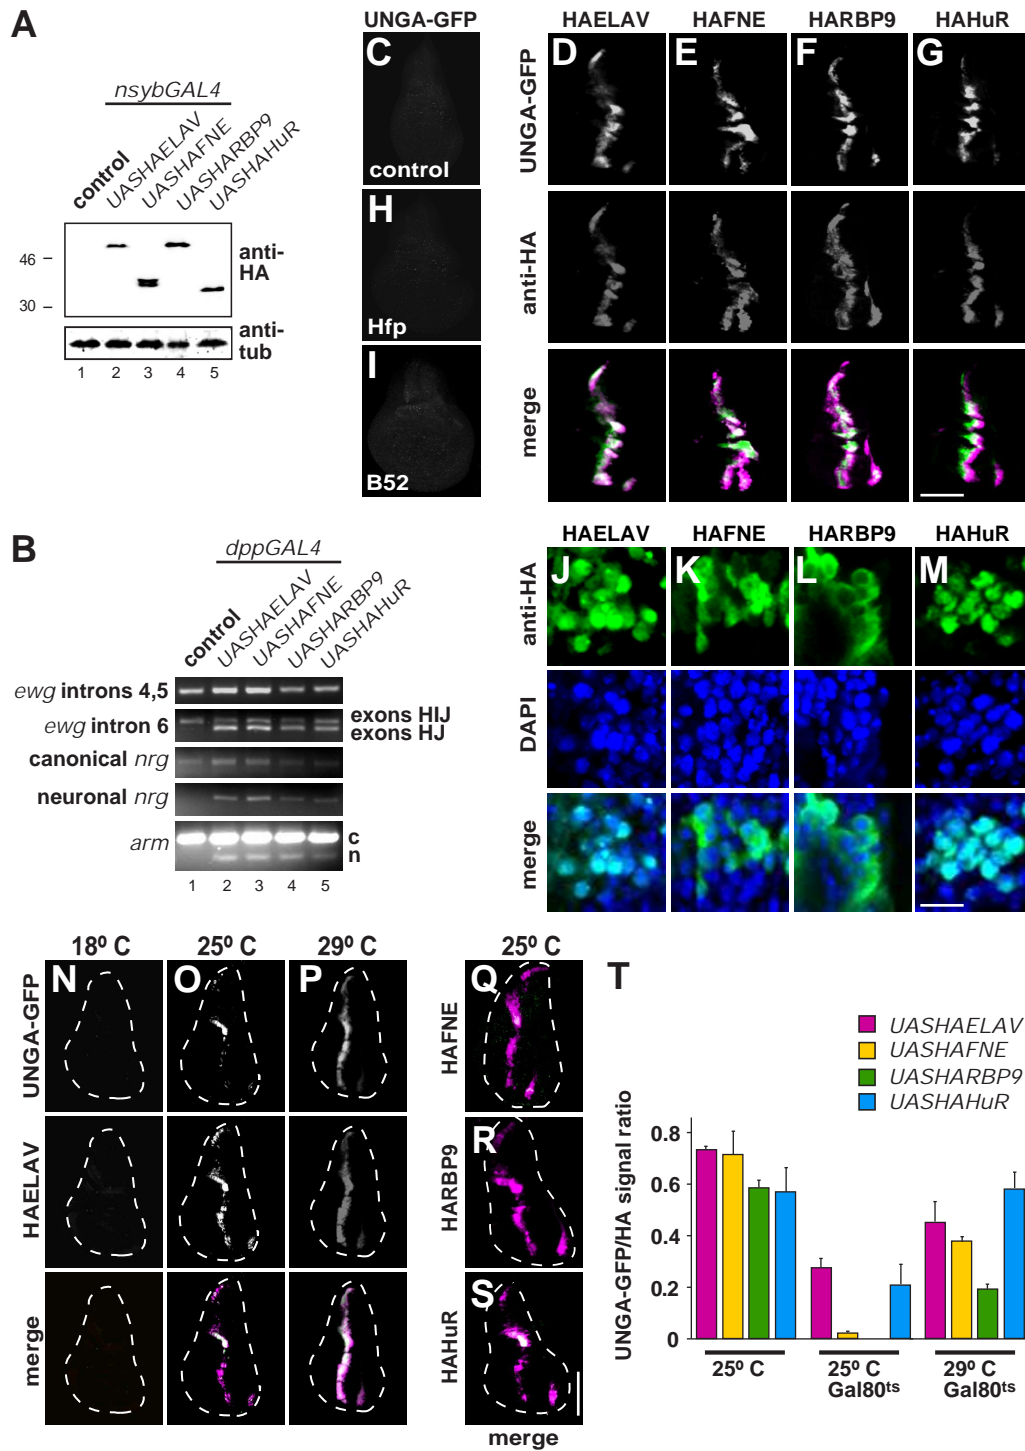 A
nsybGAL4
control
UASHAELAV
UASHAFNE
UASHARBP9
UASHAHuR
46
30
anti-
HA
anti-
tub
1 2 3 4 5
UNGA-GFP
C
control
H
Hfp
I
B52
HAELAV HAFNE HARBP9 HAHuR
UNGA-GFP
D E F G
anti-HA
merge
B
dppGAL4
control
UASHAELAV
UASHAFNE
UASHARBP9
UASHAHuR
ewg introns 4,5
ewg intron 6
exons HIJ
exons HJ
canonical nrg
neuronal nrg
arm
c
n
1 2 3 4 5
HAELAV HAFNE HARBP9 HAHuR
anti-HA
J K L M
DAPI
merge
18º C 25º C 29º C
N O P
UNGA-GFP
HAELAV
merge
25º C
Q
HAFNE
R
HARBP9
S
HAHuR
merge
T
UASHAELAV
UASHAFNE
UASHARBP9
UASHAHuR
UNGA-GFP/HA signal ratio
0.8
0.6
0.4
0.2
0
25º C
25º C
Gal80ts
29º C
Gal80ts